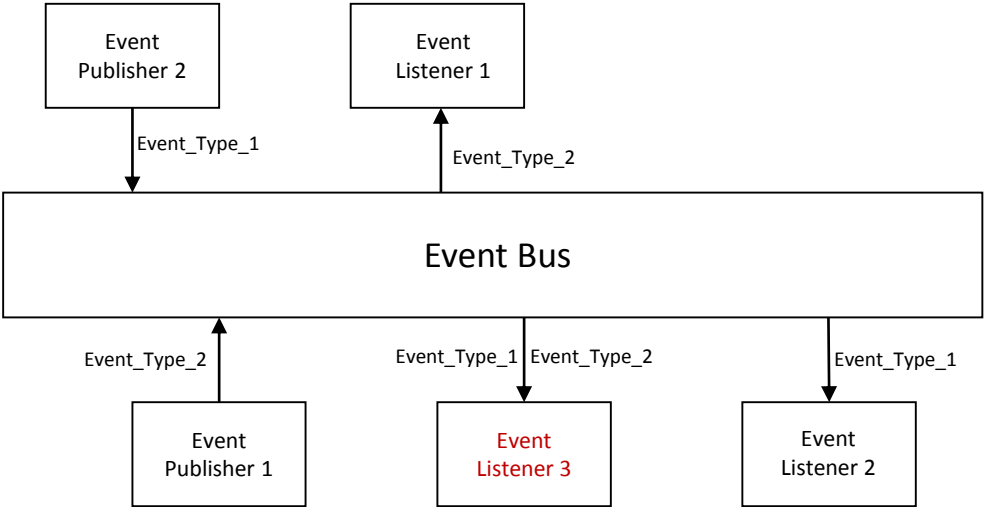 Event
Publisher 2
Event
Listener 1
Event_Type_1
Event_Type_2
Event Bus
Event_Type_2
Event_Type_1
Event_Type_2
Event_Type_1
Event
Publisher 1
Event
Listener 3
Event
Listener 2